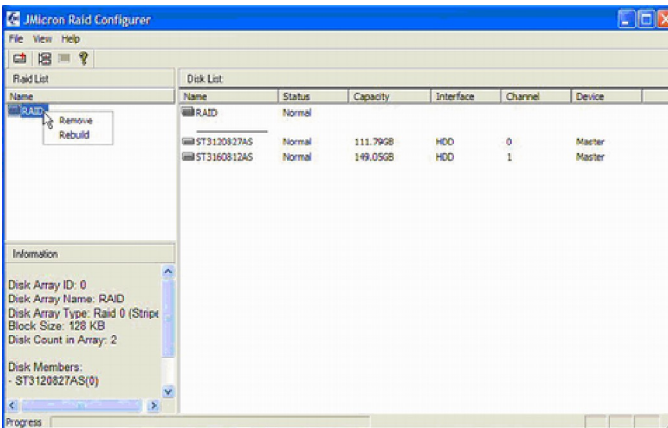 JMicron Raid Configurer
File View Help
Raid List
Disk List
Name
Name Status Capacity Interface Channel Device
RAID
Remove
Rebuild
RAID Normal
ST3120827AS Normal 111.79GB HDD 0 Master
ST3160812AS Normal 149.05GB HDD 1 Master
Information
Disk Array ID: 0
Disk Array Name: RAID
Disk Array Type: Raid 0 (Stripe
Block Size: 128 KB
Disk Count in Array: 2
Disk Members:
- ST3120827AS(0)
Progress